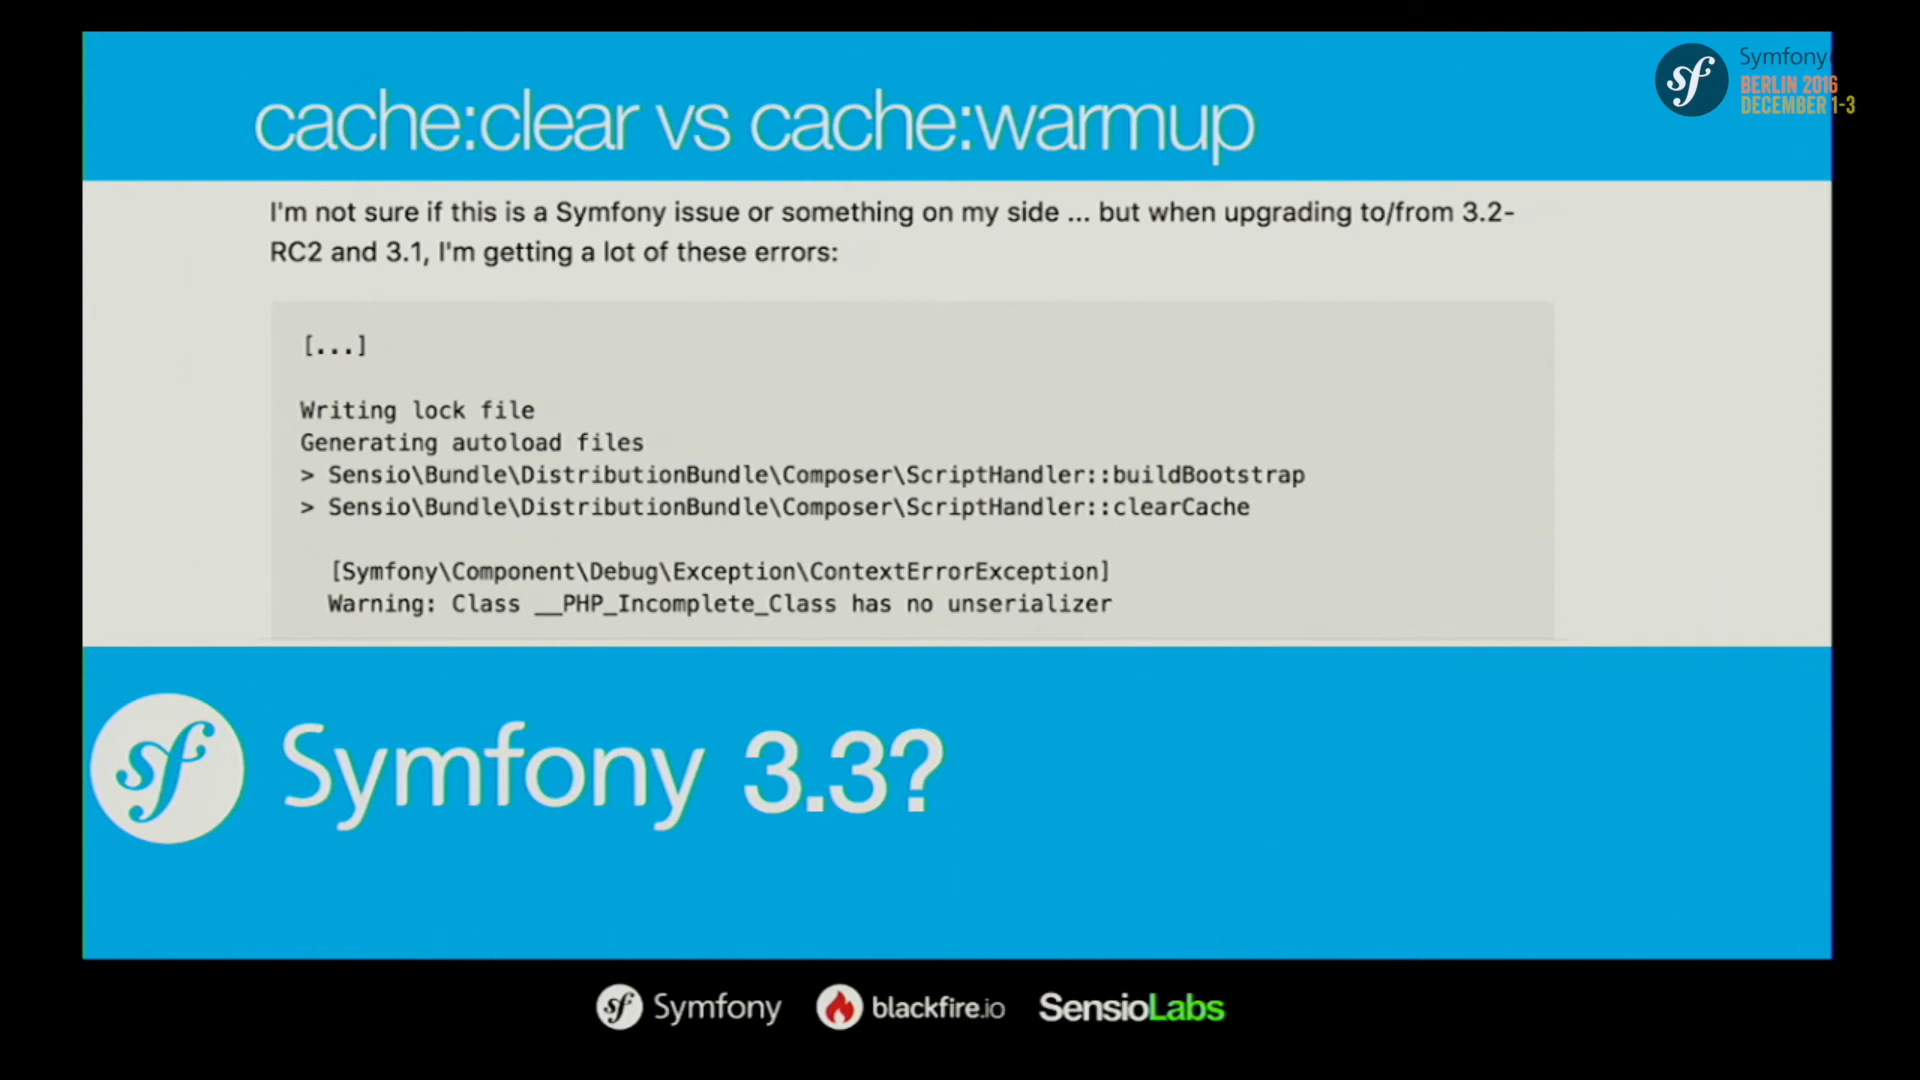 Symfony
BERLIN 2016
DECEMBER 1-3
cache:clear vs cache:warmup
I'm not sure if this is a Symfony issue or something on my side ... but when upgrading to/from 3.2-
RC2 and 3.1, I'm getting a lot of these errors:
[...]
Writing lock file
Generating autoload files
> Sensio\Bundle\DistributionBundle\Composer\ScriptHandler::buildBootstrap
> Sensio\Bundle\DistributionBundle\Composer\ScriptHandler::clearCache
[Symfony\Component\Debug\Exception\ContextErrorException]
Warning: Class __PHP_Incomplete_Class has no unserializer
sf Symfony 3.3?
sf Symfony blackfire.io SensioLabs